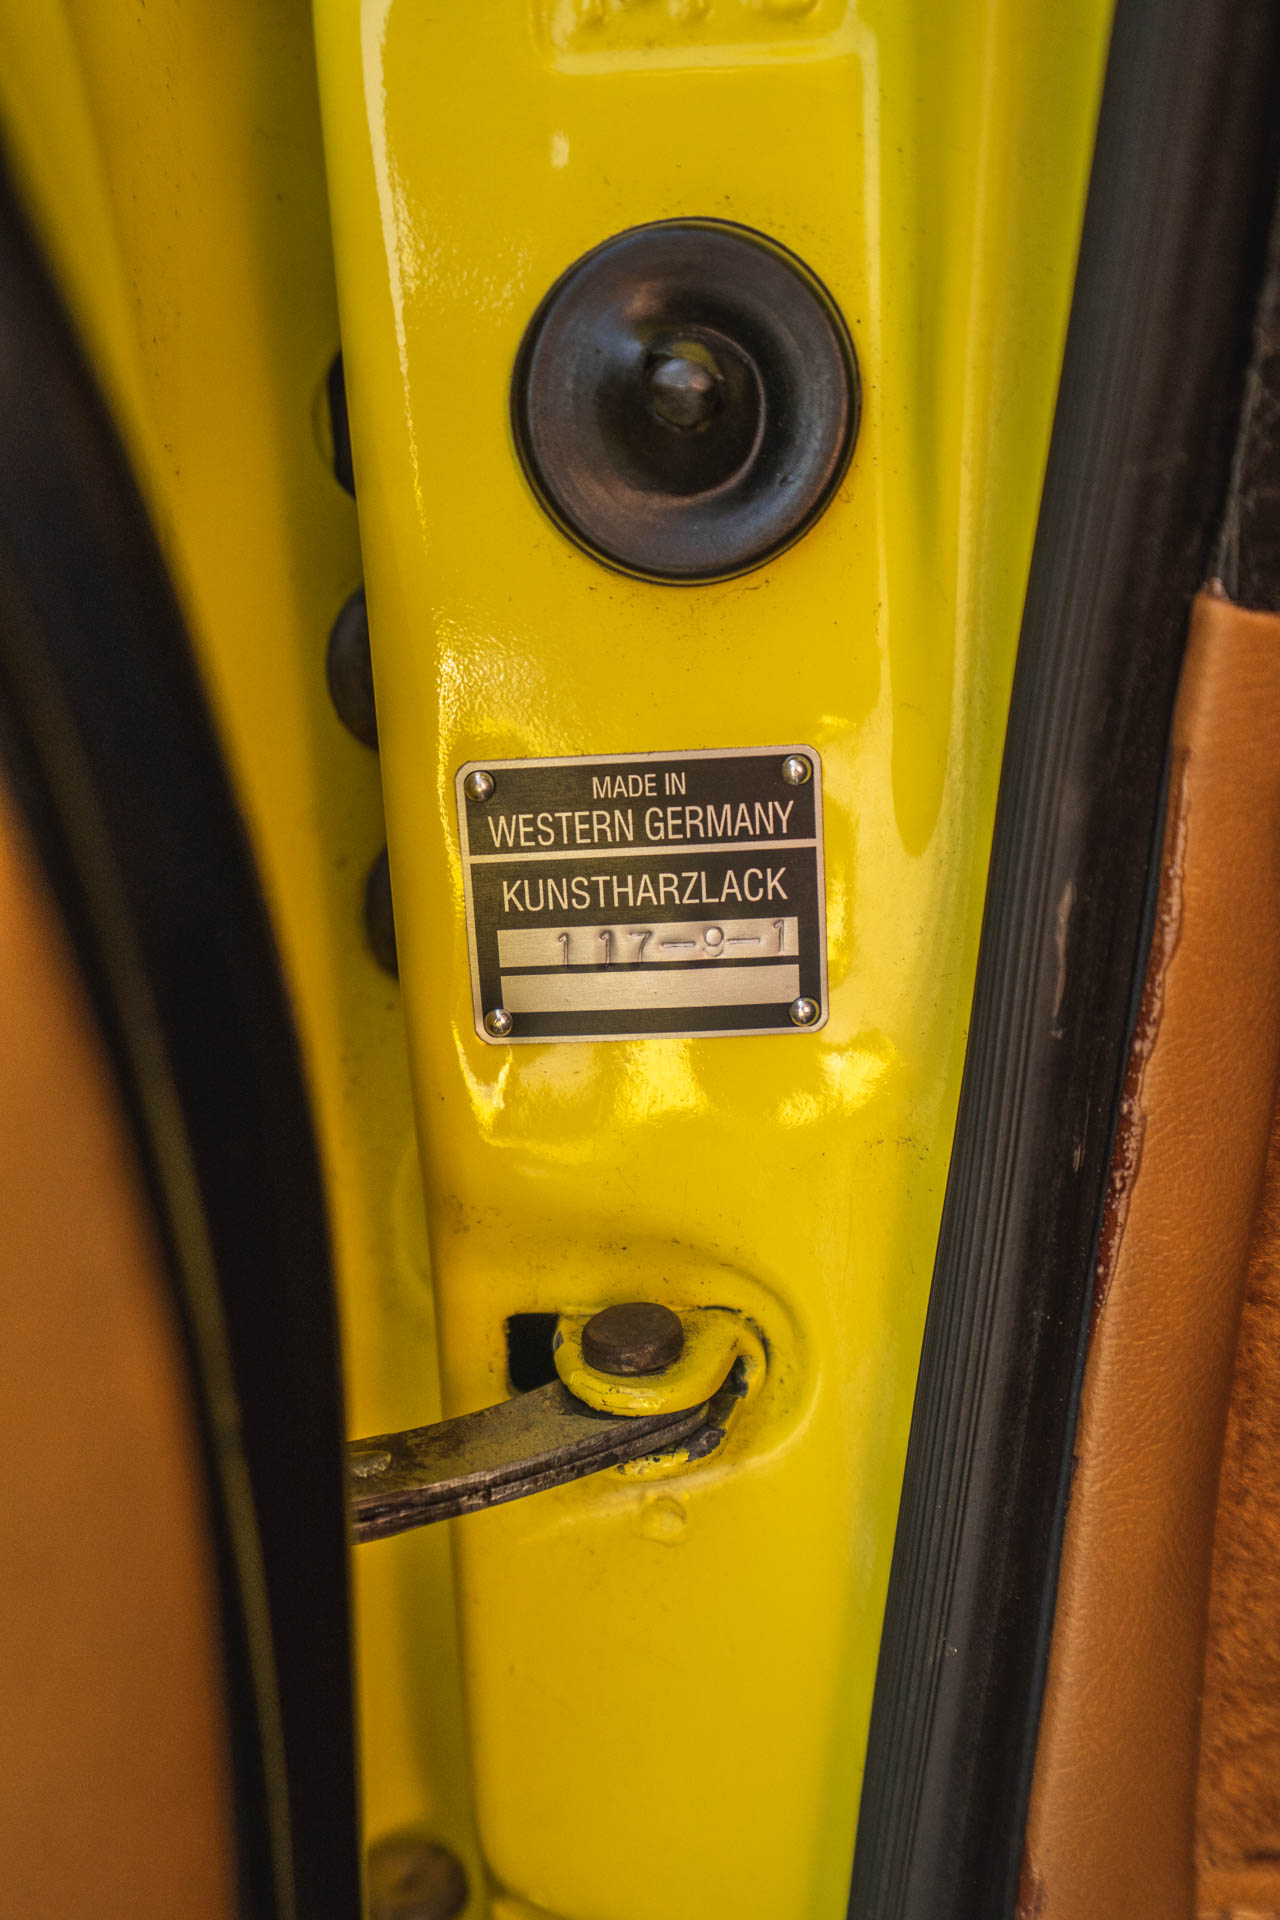 MADE IN
WESTERN GERMANY
KUNSTHARZLACK
117-9-1